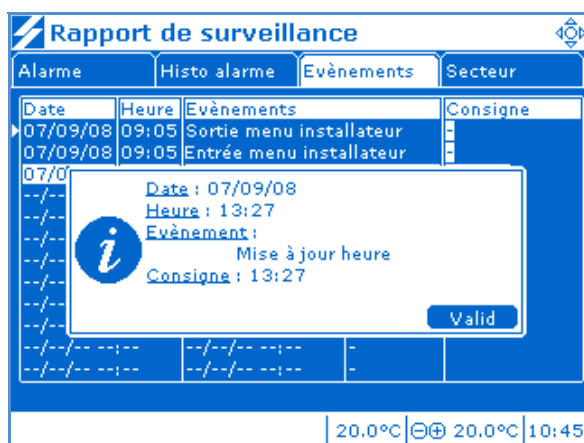 Rapport de surveillance
Alarme Histo alarme Evènements Secteur
Date Heure Evènements Consigne
07/09/08 09:05 Sortie menu installateur -
07/09/08 09:05 Entrée menu installateur -
07/0
--/--
--/--
--/--
--/--
--/--
--/--
--/--
Date : 07/09/08
Heure : 13:27
Evènement :
Mise à jour heure
Consigne : 13:27
Valid
--/--/-- --:-- --/--/-- --:-- -
--/--/-- --:-- --/--/-- --:-- -
20.0°C 20.0°C 10:45